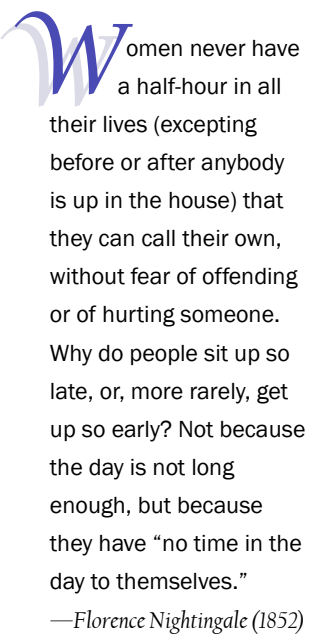 Women never have
a half-hour in all
their lives (excepting
before or after anybody
is up in the house) that
they can call their own,
without fear of offending
or of hurting someone.
Why do people sit up so
late, or, more rarely, get
up so early? Not because
the day is not long
enough, but because
they have “no time in the
day to themselves.”
—Florence Nightingale (1852)